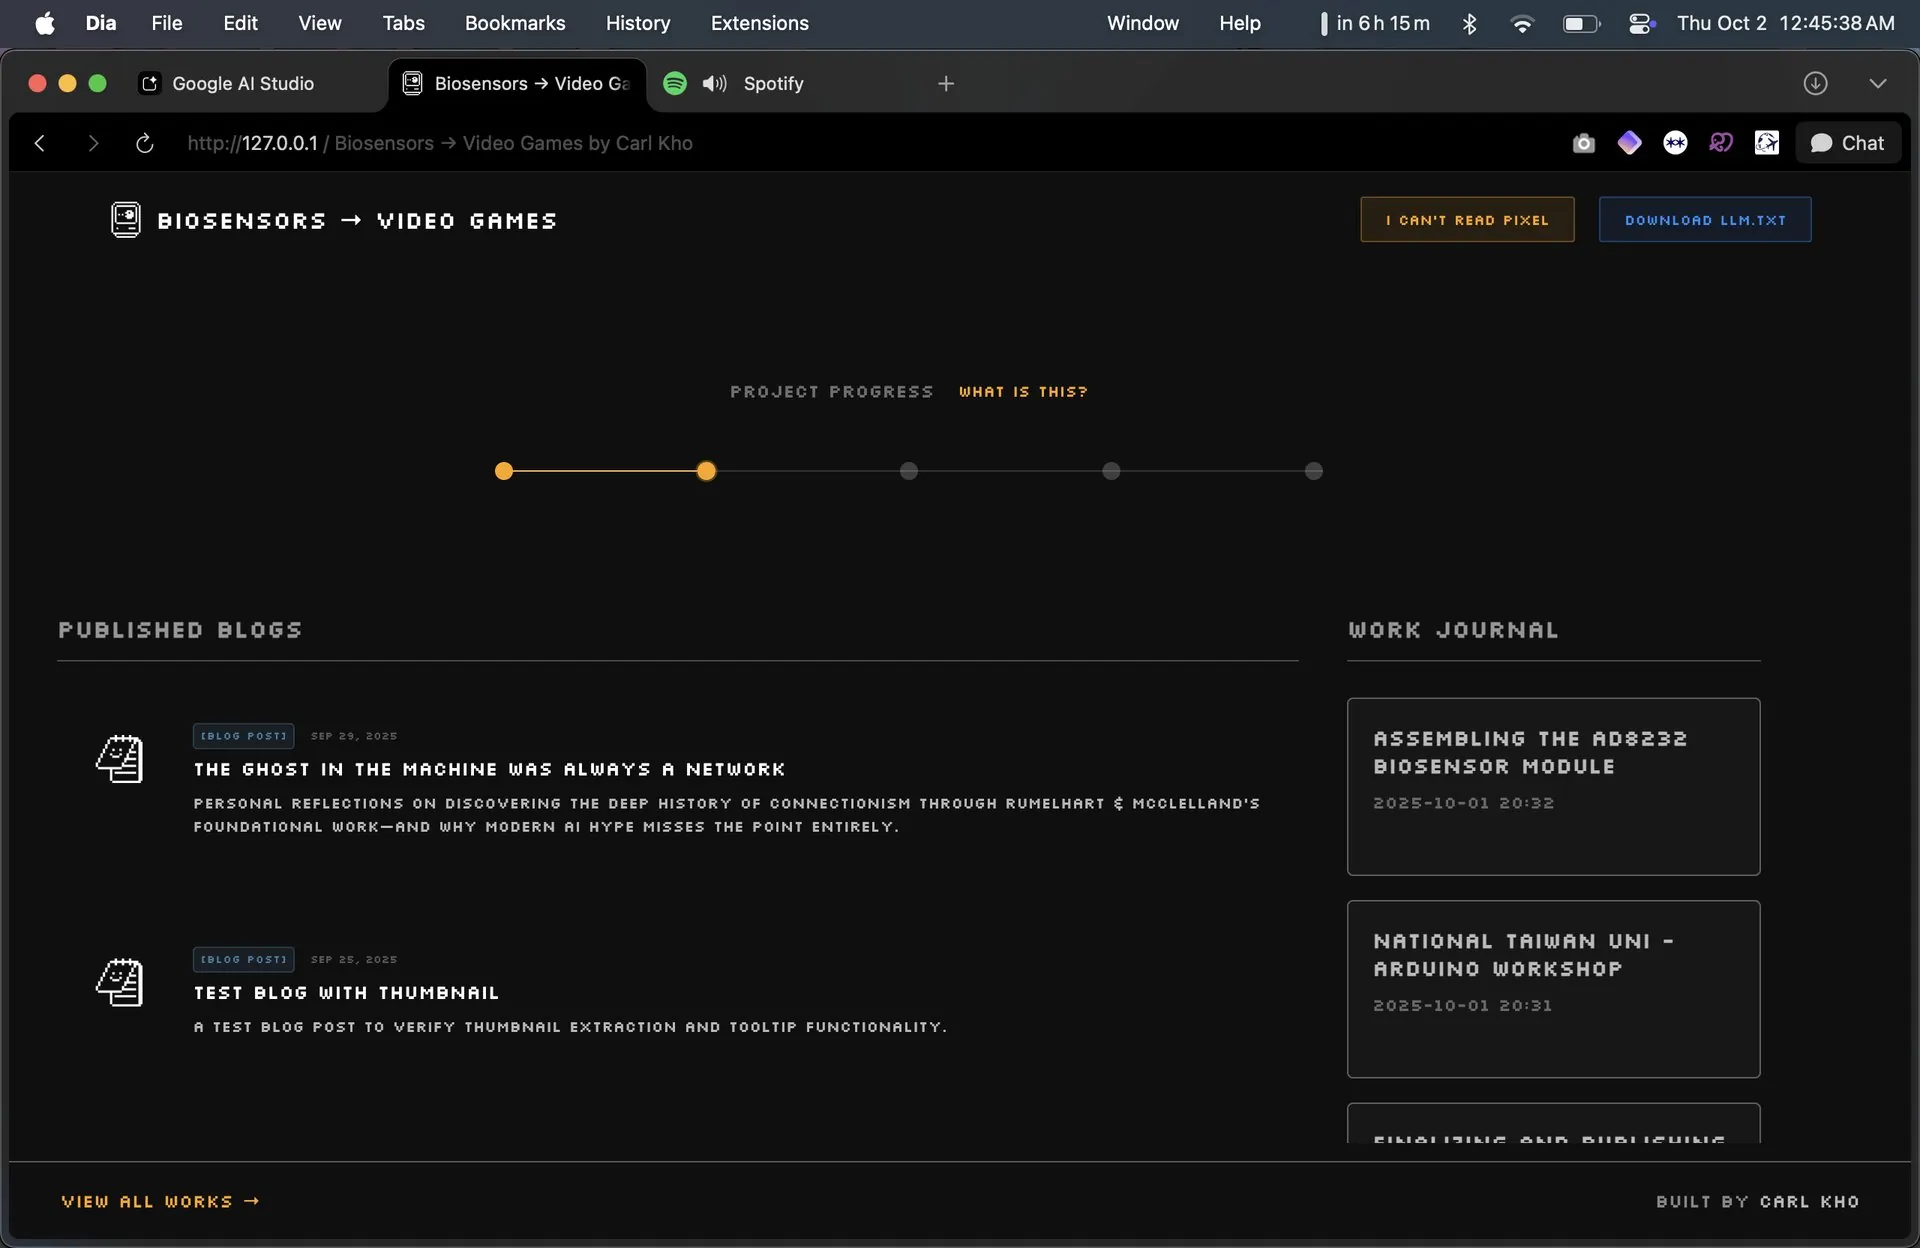 Dia File Edit View Tabs Bookmarks History Extensions Window Help in 6 h 15 m Thu Oct 2 12:45:38 AM
Google AI Studio Biosensors → Video Ga Spotify
http://127.0.0.1 / Biosensors → Video Games by Carl Kho Chat
BIOSENSORS → VIDEO GAMES
I CAN'T READ PIXEL
DOWNLOAD LLM.TXT
PROJECT PROGRESS WHAT IS THIS?
PUBLISHED BLOGS
[BLOG POST] SEP 29, 2025
THE GHOST IN THE MACHINE WAS ALWAYS A NETWORK
PERSONAL REFLECTIONS ON DISCOVERING THE DEEP HISTORY OF CONNECTIONISM THROUGH RUMELHART & MCCLELLAND'S
FOUNDATIONAL WORK—AND WHY MODERN AI HYPE MISSES THE POINT ENTIRELY.
[BLOG POST] SEP 25, 2025
TEST BLOG WITH THUMBNAIL
A TEST BLOG POST TO VERIFY THUMBNAIL EXTRACTION AND TOOLTIP FUNCTIONALITY.
WORK JOURNAL
ASSEMBLING THE AD8232
BIOSENSOR MODULE
2025-10-01 20:32
NATIONAL TAIWAN UNI -
ARDUINO WORKSHOP
2025-10-01 20:31
FINALIZING AND PUBLISHING
VIEW ALL WORKS →
BUILT BY CARL KHO